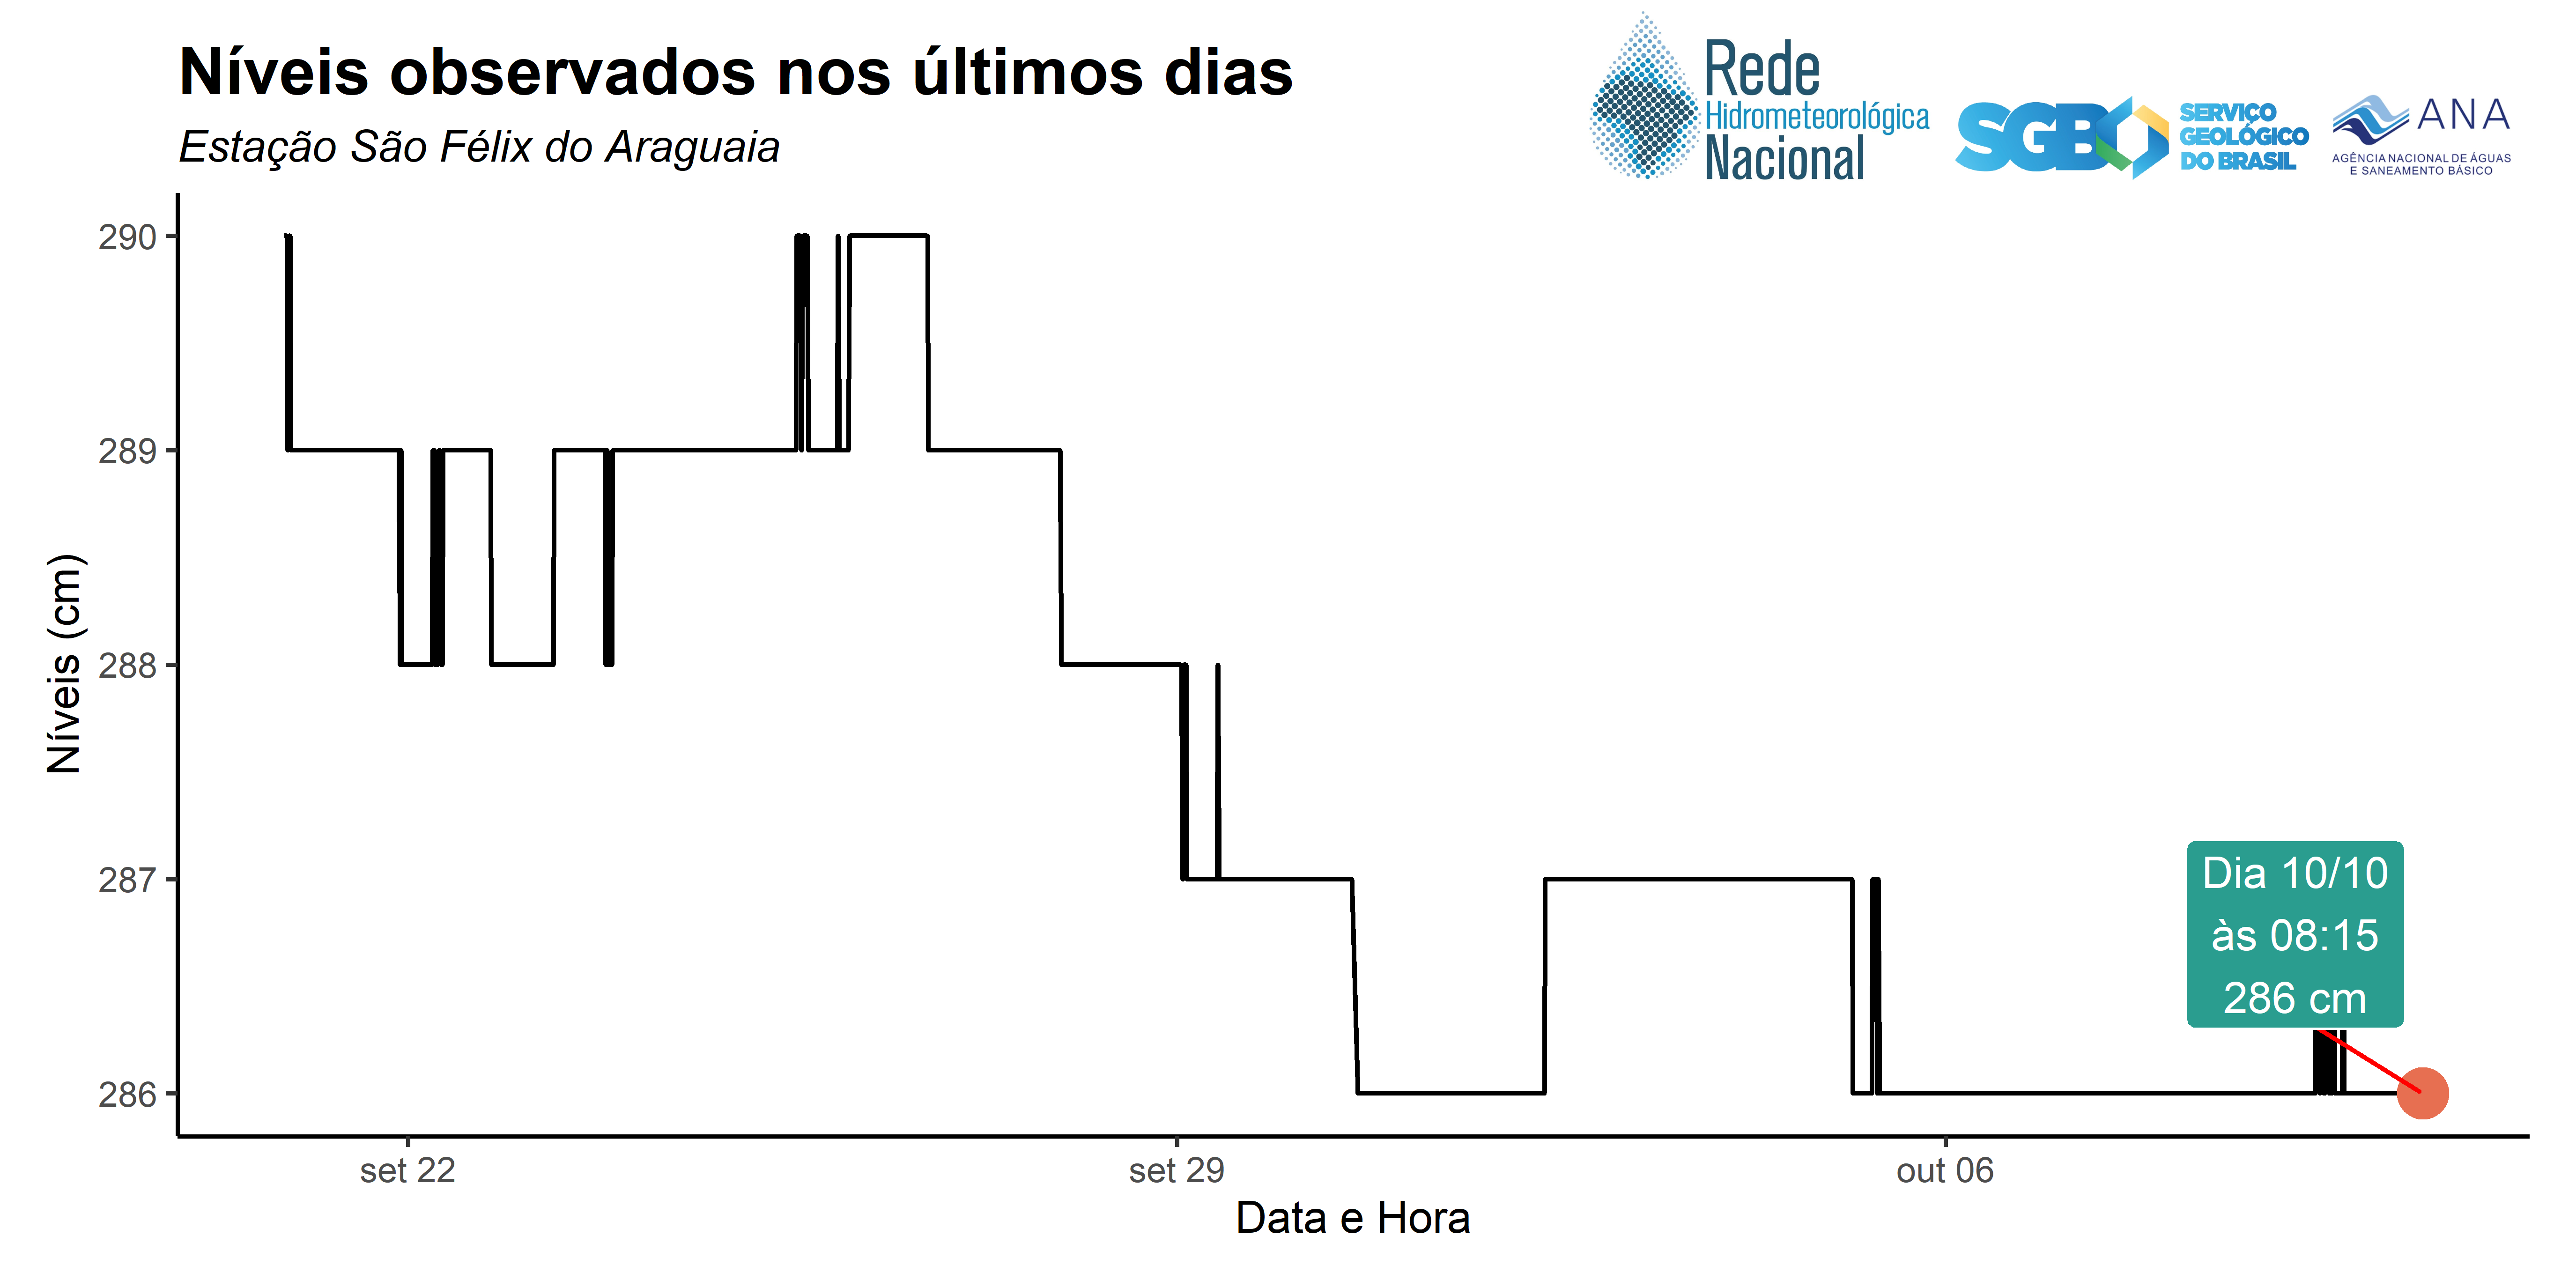 Níveis observados nos últimos dias
Estação São Félix do Araguaia
Rede
Hidrometeorológica
Nacional
SGB
SERVIÇO
GEOLÓGICO
DO BRASIL
ANA
AGÊNCIA NACIONAL DE ÁGUAS
E SANEAMENTO BÁSICO
Níveis (cm)
290
289
288
287
286
Dia 10/10
às 08:15
286 cm
set 22
set 29
out 06
Data e Hora